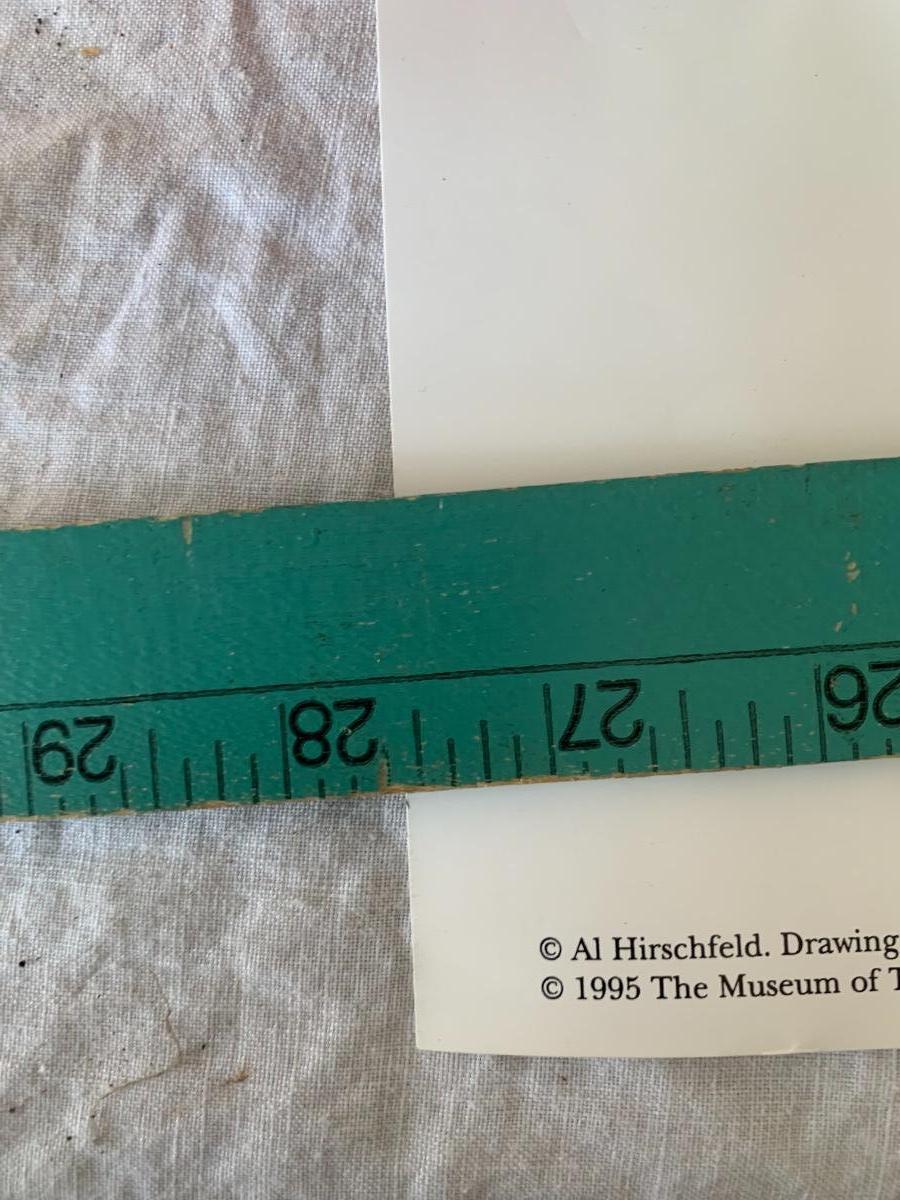 29 28 27 26
© Al Hirschfeld. Drawing
© 1995 The Museum of T